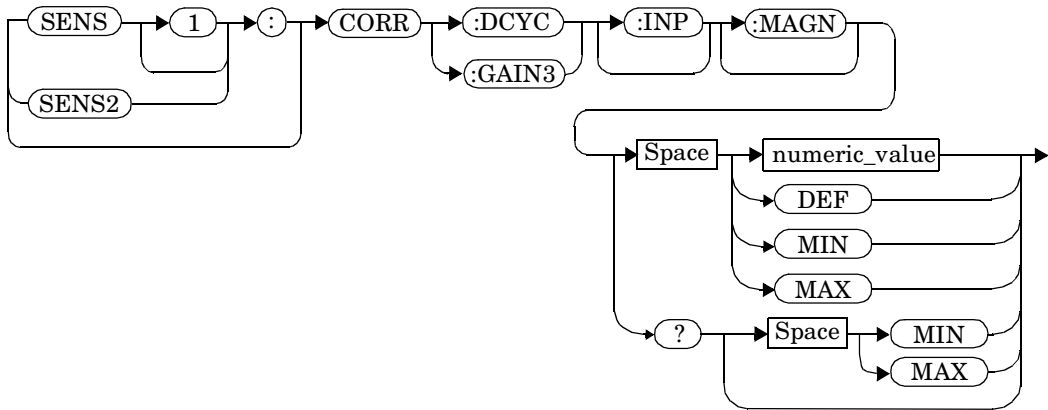 SENS 1 : CORR :DCYC :INP :MAGN
:GAIN3
SENS2
Space numeric_value
DEF
MIN
MAX
? Space MIN
MAX